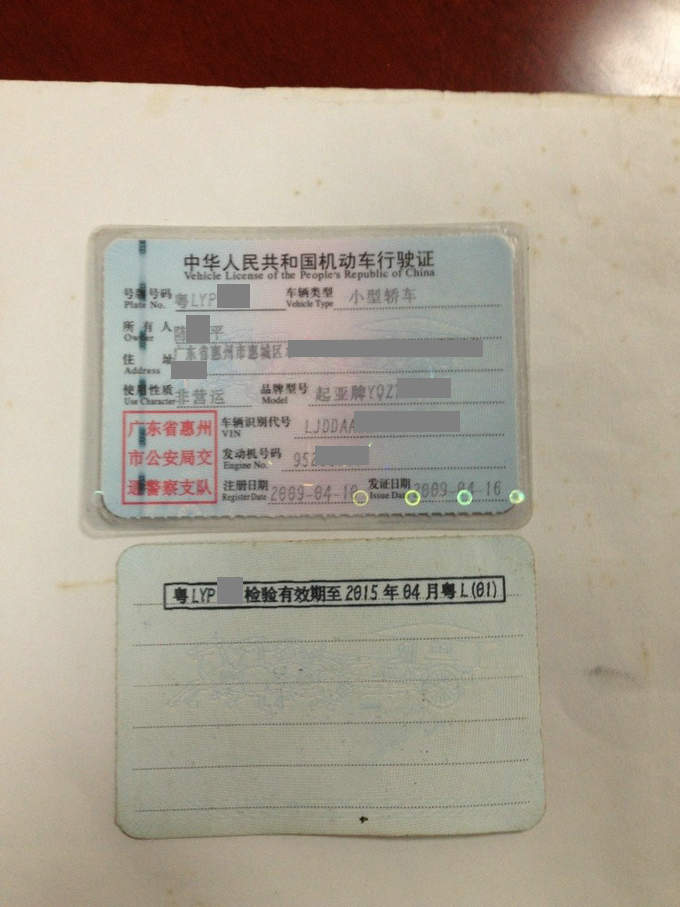 中华人民共和国机动车行驶证
Vehicle License of the People's Republic of China
号牌号码 粤LYP 车辆类型 小型轿车
Plate No. Vehicle Type
所有人 平
Owner
住址 广东省惠州市惠城区
Address
使用性质 非营运 品牌型号 起亚牌YQZ
Use Character Model
广东省惠州
市公安局交
通警察支队
车辆识别代号 LJDDAA
VIN
发动机号码 952
Engine No.
注册日期 2009-04-1 发证日期 2009-04-16
Register Date Issue Date
粤LYP 检验有效期至2015年04月粤L(01)